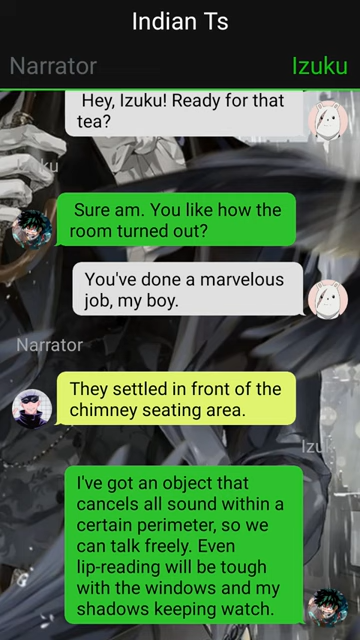 Indian Ts
Narrator
Izuku
Hey, Izuku! Ready for that
tea?
Sure am. You like how the
room turned out?
You've done a marvelous
job, my boy.
Narrator
They settled in front of the
chimney seating area.
I've got an object that
cancels all sound within a
certain perimeter, so we
can talk freely. Even
lip-reading will be tough
with the windows and my
shadows keeping watch.